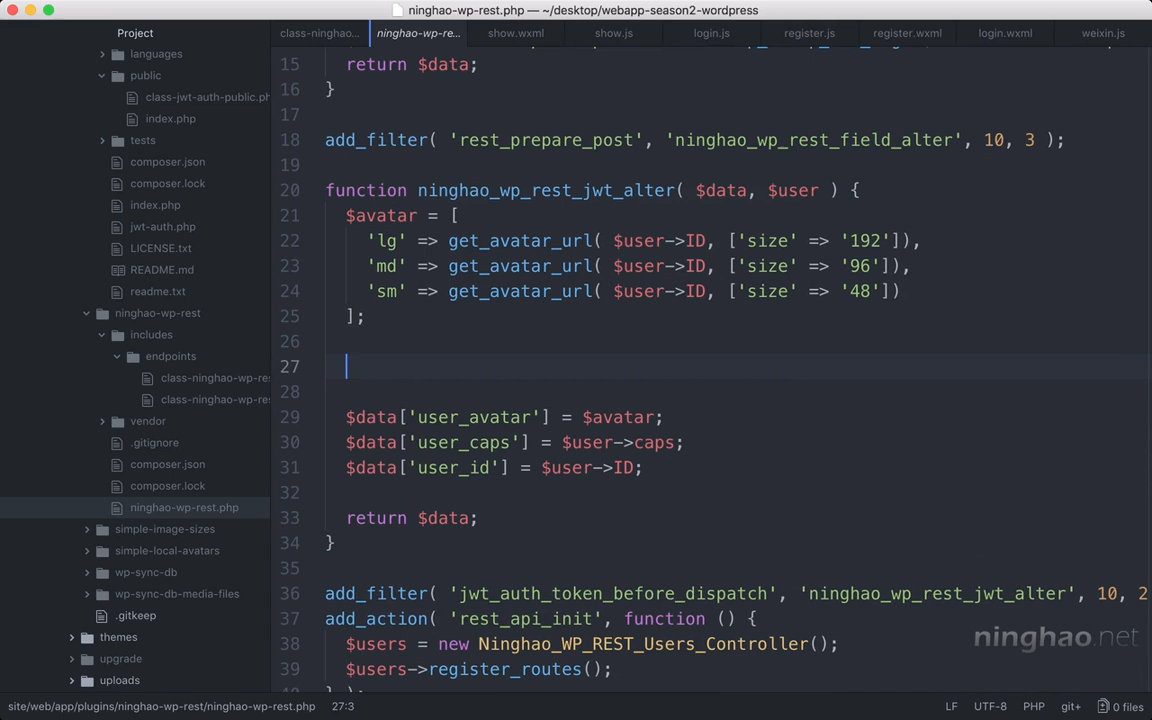 ninghao-wp-rest.php — ~/desktop/webapp-season2-wordpress
Project
class-ninghao...
ninghao-wp-re...
show.wxml
show.js
login.js
register.js
register.wxml
login.wxml
weixin.js
languages
public
class-jwt-auth-public.ph
index.php
tests
composer.json
composer.lock
index.php
jwt-auth.php
LICENSE.txt
README.md
readme.txt
ninghao-wp-rest
includes
endpoints
class-ninghao-wp-res
class-ninghao-wp-res
vendor
.gitignore
composer.json
composer.lock
ninghao-wp-rest.php
simple-image-sizes
simple-local-avatars
wp-sync-db
wp-sync-db-media-files
.gitkeep
themes
upgrade
uploads
15 return $data;
16 }
17
18 add_filter( 'rest_prepare_post', 'ninghao_wp_rest_field_alter', 10, 3 );
19
20 function ninghao_wp_rest_jwt_alter( $data, $user ) {
21 $avatar = [
22 'lg' => get_avatar_url( $user->ID, ['size' => '192']),
23 'md' => get_avatar_url( $user->ID, ['size' => '96']),
24 'sm' => get_avatar_url( $user->ID, ['size' => '48'])
25 ];
26
27
28
29 $data['user_avatar'] = $avatar;
30 $data['user_caps'] = $user->caps;
31 $data['user_id'] = $user->ID;
32
33 return $data;
34 }
35
36 add_filter( 'jwt_auth_token_before_dispatch', 'ninghao_wp_rest_jwt_alter', 10, 2
37 add_action( 'rest_api_init', function () {
38 $users = new Ninghao_WP_REST_Users_Controller();
39 $users->register_routes();
ninghao.net
site/web/app/plugins/ninghao-wp-rest/ninghao-wp-rest.php 27:3
LF UTF-8 PHP git+ 0 files